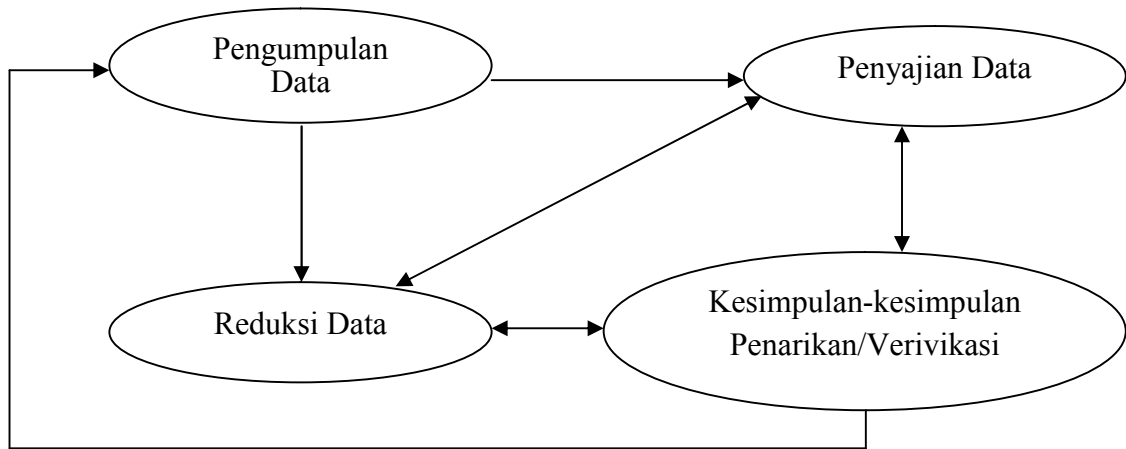 Pengumpulan
Data
Penyajian Data
Reduksi Data
Kesimpulan-kesimpulan
Penarikan/Verivikasi